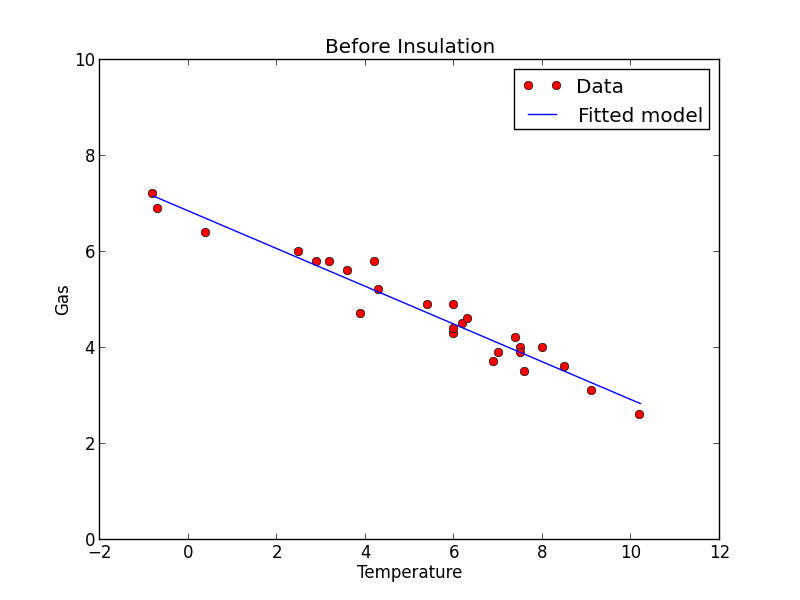 Before Insulation
Data
Fitted model
10
8
6
4
2
0
Gas
−2 0 2 4 6 8 10 12
Temperature